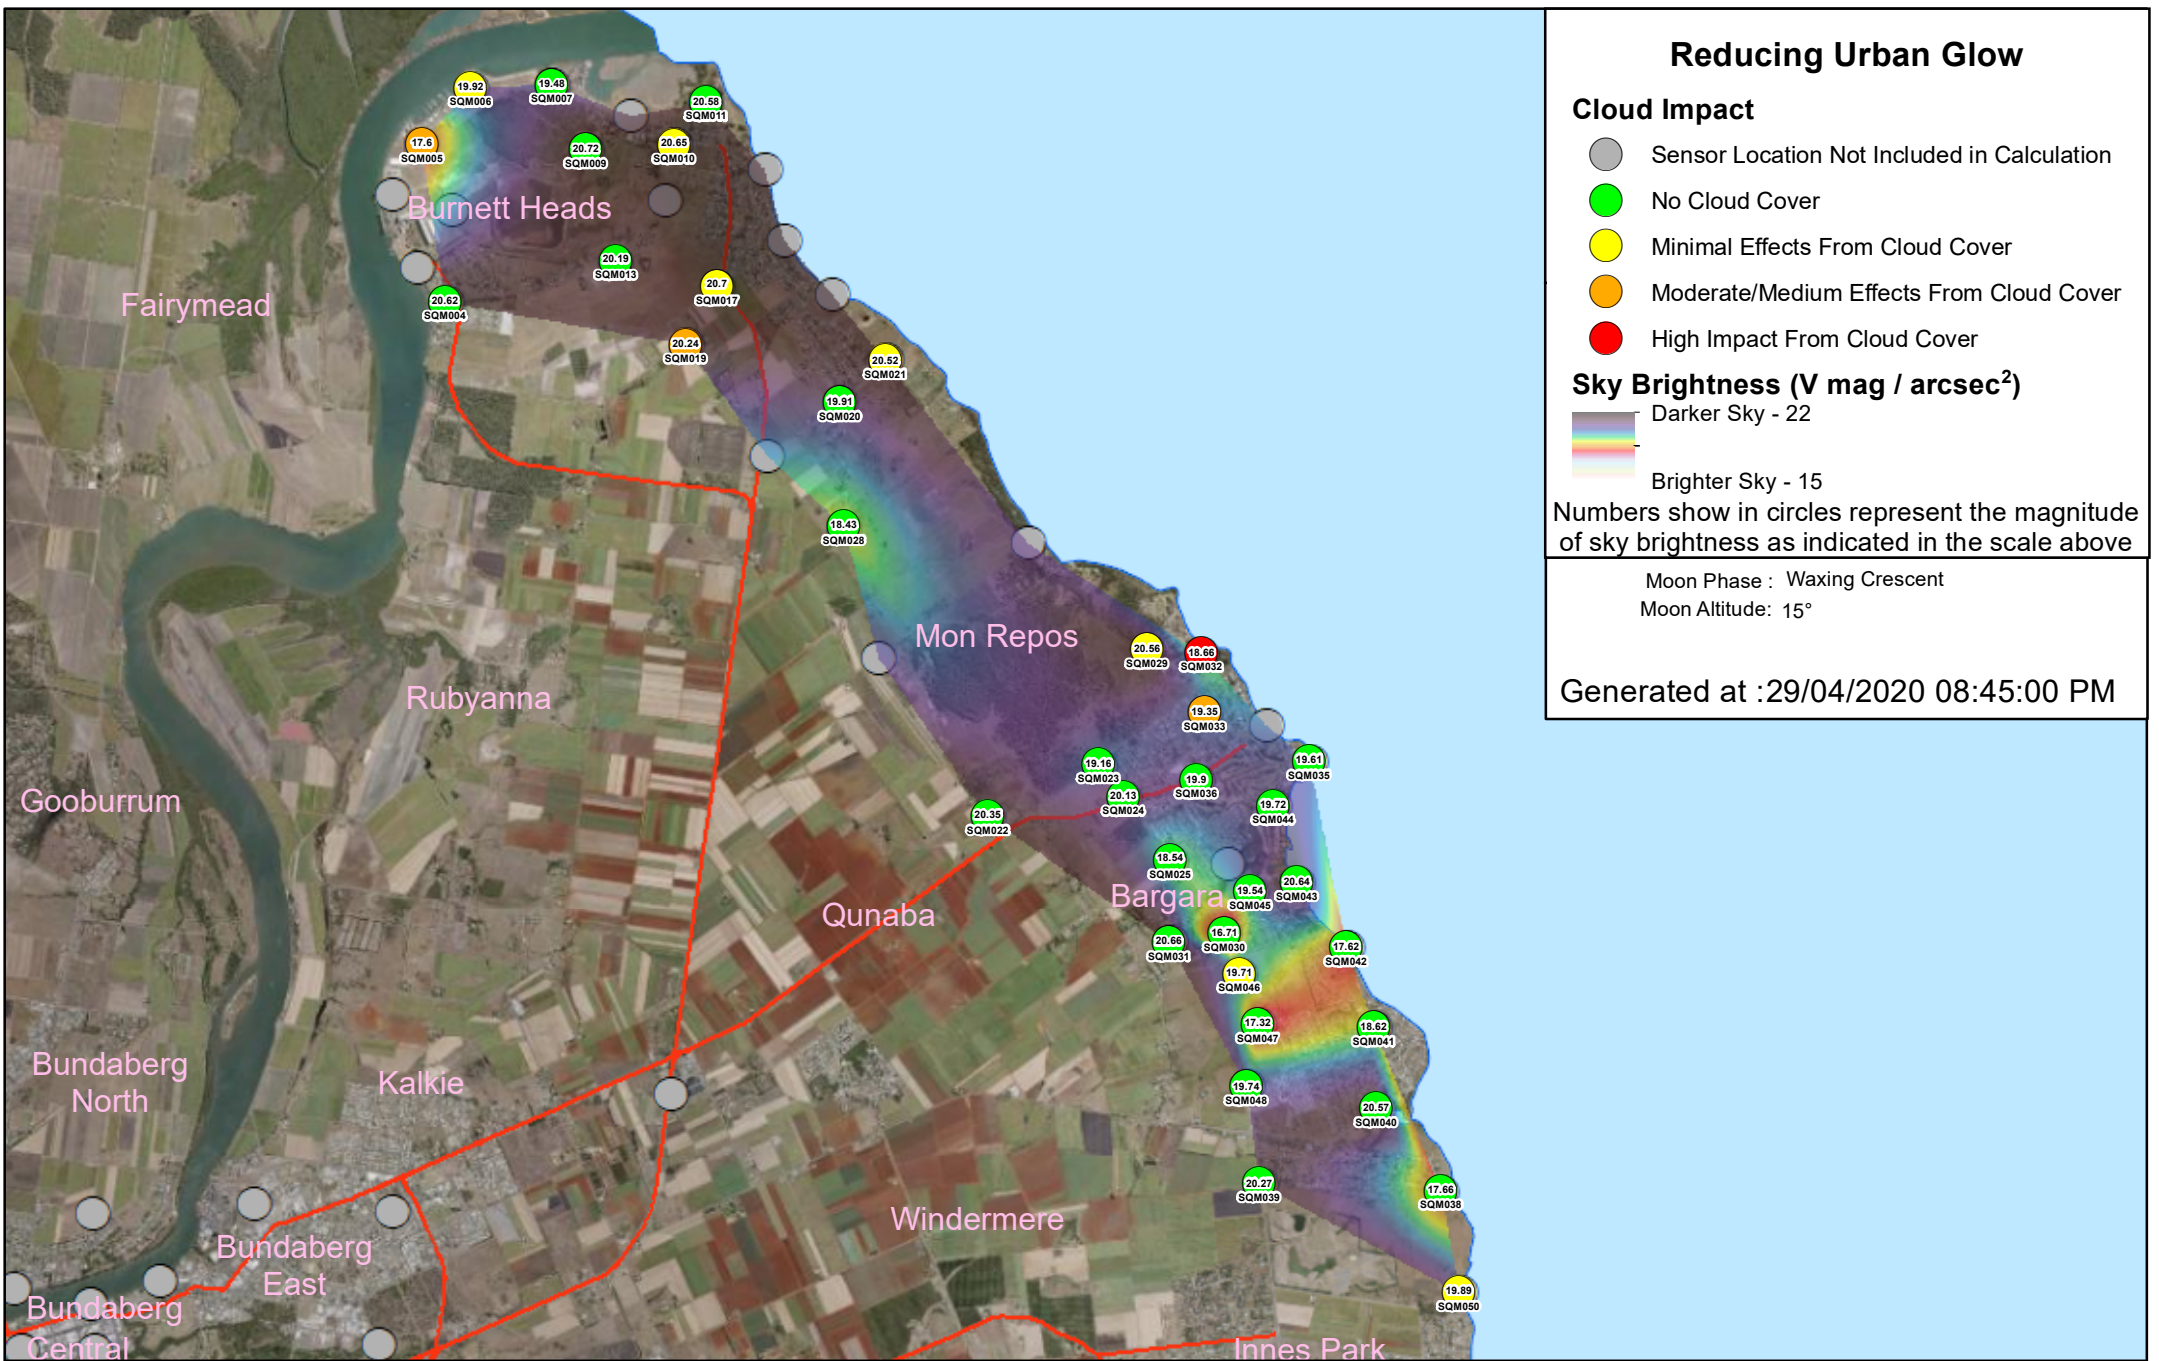 Reducing Urban Glow
Cloud Impact
Sensor Location Not Included in Calculation
No Cloud Cover
Minimal Effects From Cloud Cover
Moderate/Medium Effects From Cloud Cover
High Impact From Cloud Cover
Sky Brightness (V mag / arcsec²)
Darker Sky - 22
Brighter Sky - 15
Numbers show in circles represent the magnitude
of sky brightness as indicated in the scale above
Moon Phase : Waxing Crescent
Moon Altitude: 15°
Generated at :29/04/2020 08:45:00 PM
19.92
SQM006
19.48
SQM007
20.58
SQM011
17.6
SQM005
20.72
SQM009
20.65
SQM010
Burnett Heads
20.19
SQM013
20.7
SQM017
20.62
SQM004
Fairymead
20.24
SQM019
20.52
SQM021
19.91
SQM020
18.43
SQM028
Mon Repos
20.56
SQM029
18.66
SQM032
Rubyanna
19.35
SQM033
19.16
SQM023
19.61
SQM035
19.9
SQM036
20.13
SQM024
19.72
SQM044
Gooburrum
20.35
SQM022
18.54
SQM025
Bargara
19.54
SQM045
20.64
SQM043
Qunaba
16.71
SQM030
20.66
SQM031
17.62
SQM042
19.71
SQM046
17.32
SQM047
18.62
SQM041
Bundaberg
North
Kalkie
19.74
SQM048
20.57
SQM040
20.27
SQM039
17.66
SQM038
Windermere
Bundaberg
East
19.89
SQM050
Bundaberg
Central
Innes Park